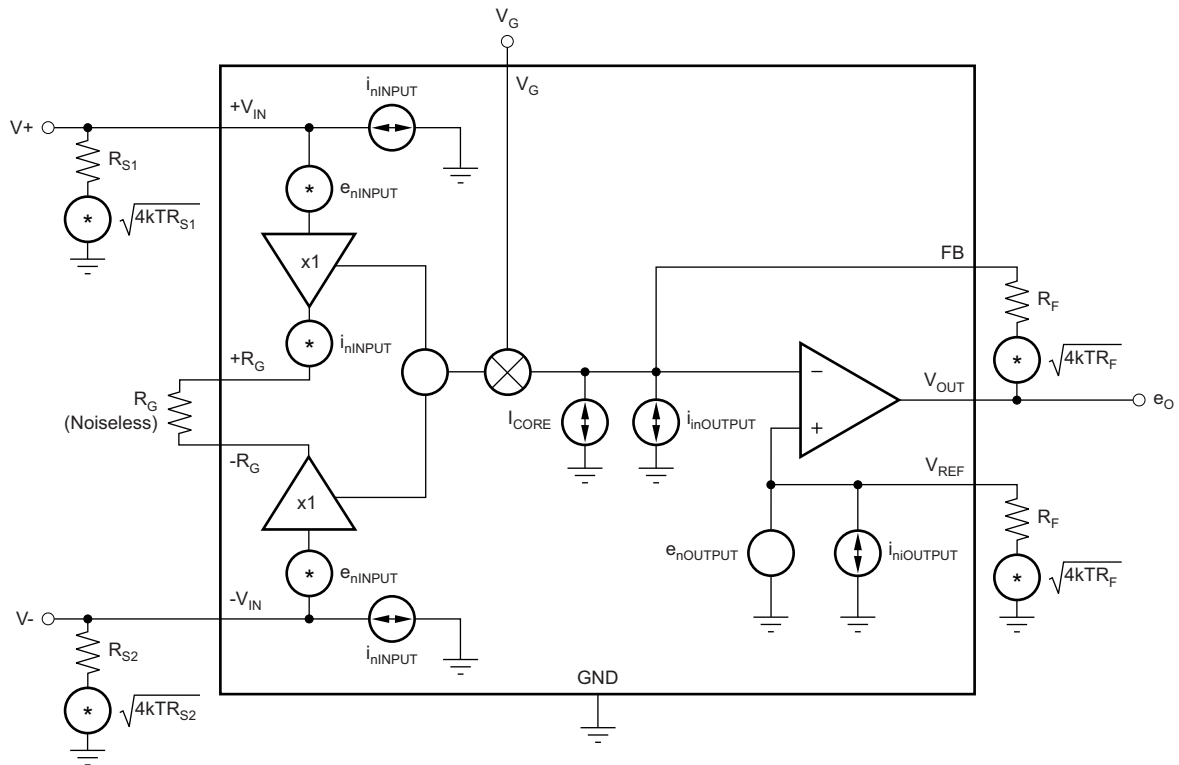 V_G
V_G
i_nINPUT
+V_IN
V+
R_S1
e_nINPUT
*
* √4kTR_S1
x1
FB
R_F
* i_nINPUT
+R_G
* √4kTR_F
R_G
(Noiseless)
−
V_OUT
e_O
I_CORE
i_inOUTPUT
+
-R_G
V_REF
x1
R_F
e_nOUTPUT
i_niOUTPUT
* e_nINPUT
* √4kTR_F
-V_IN
V-
R_S2
i_nINPUT
GND
* √4kTR_S2